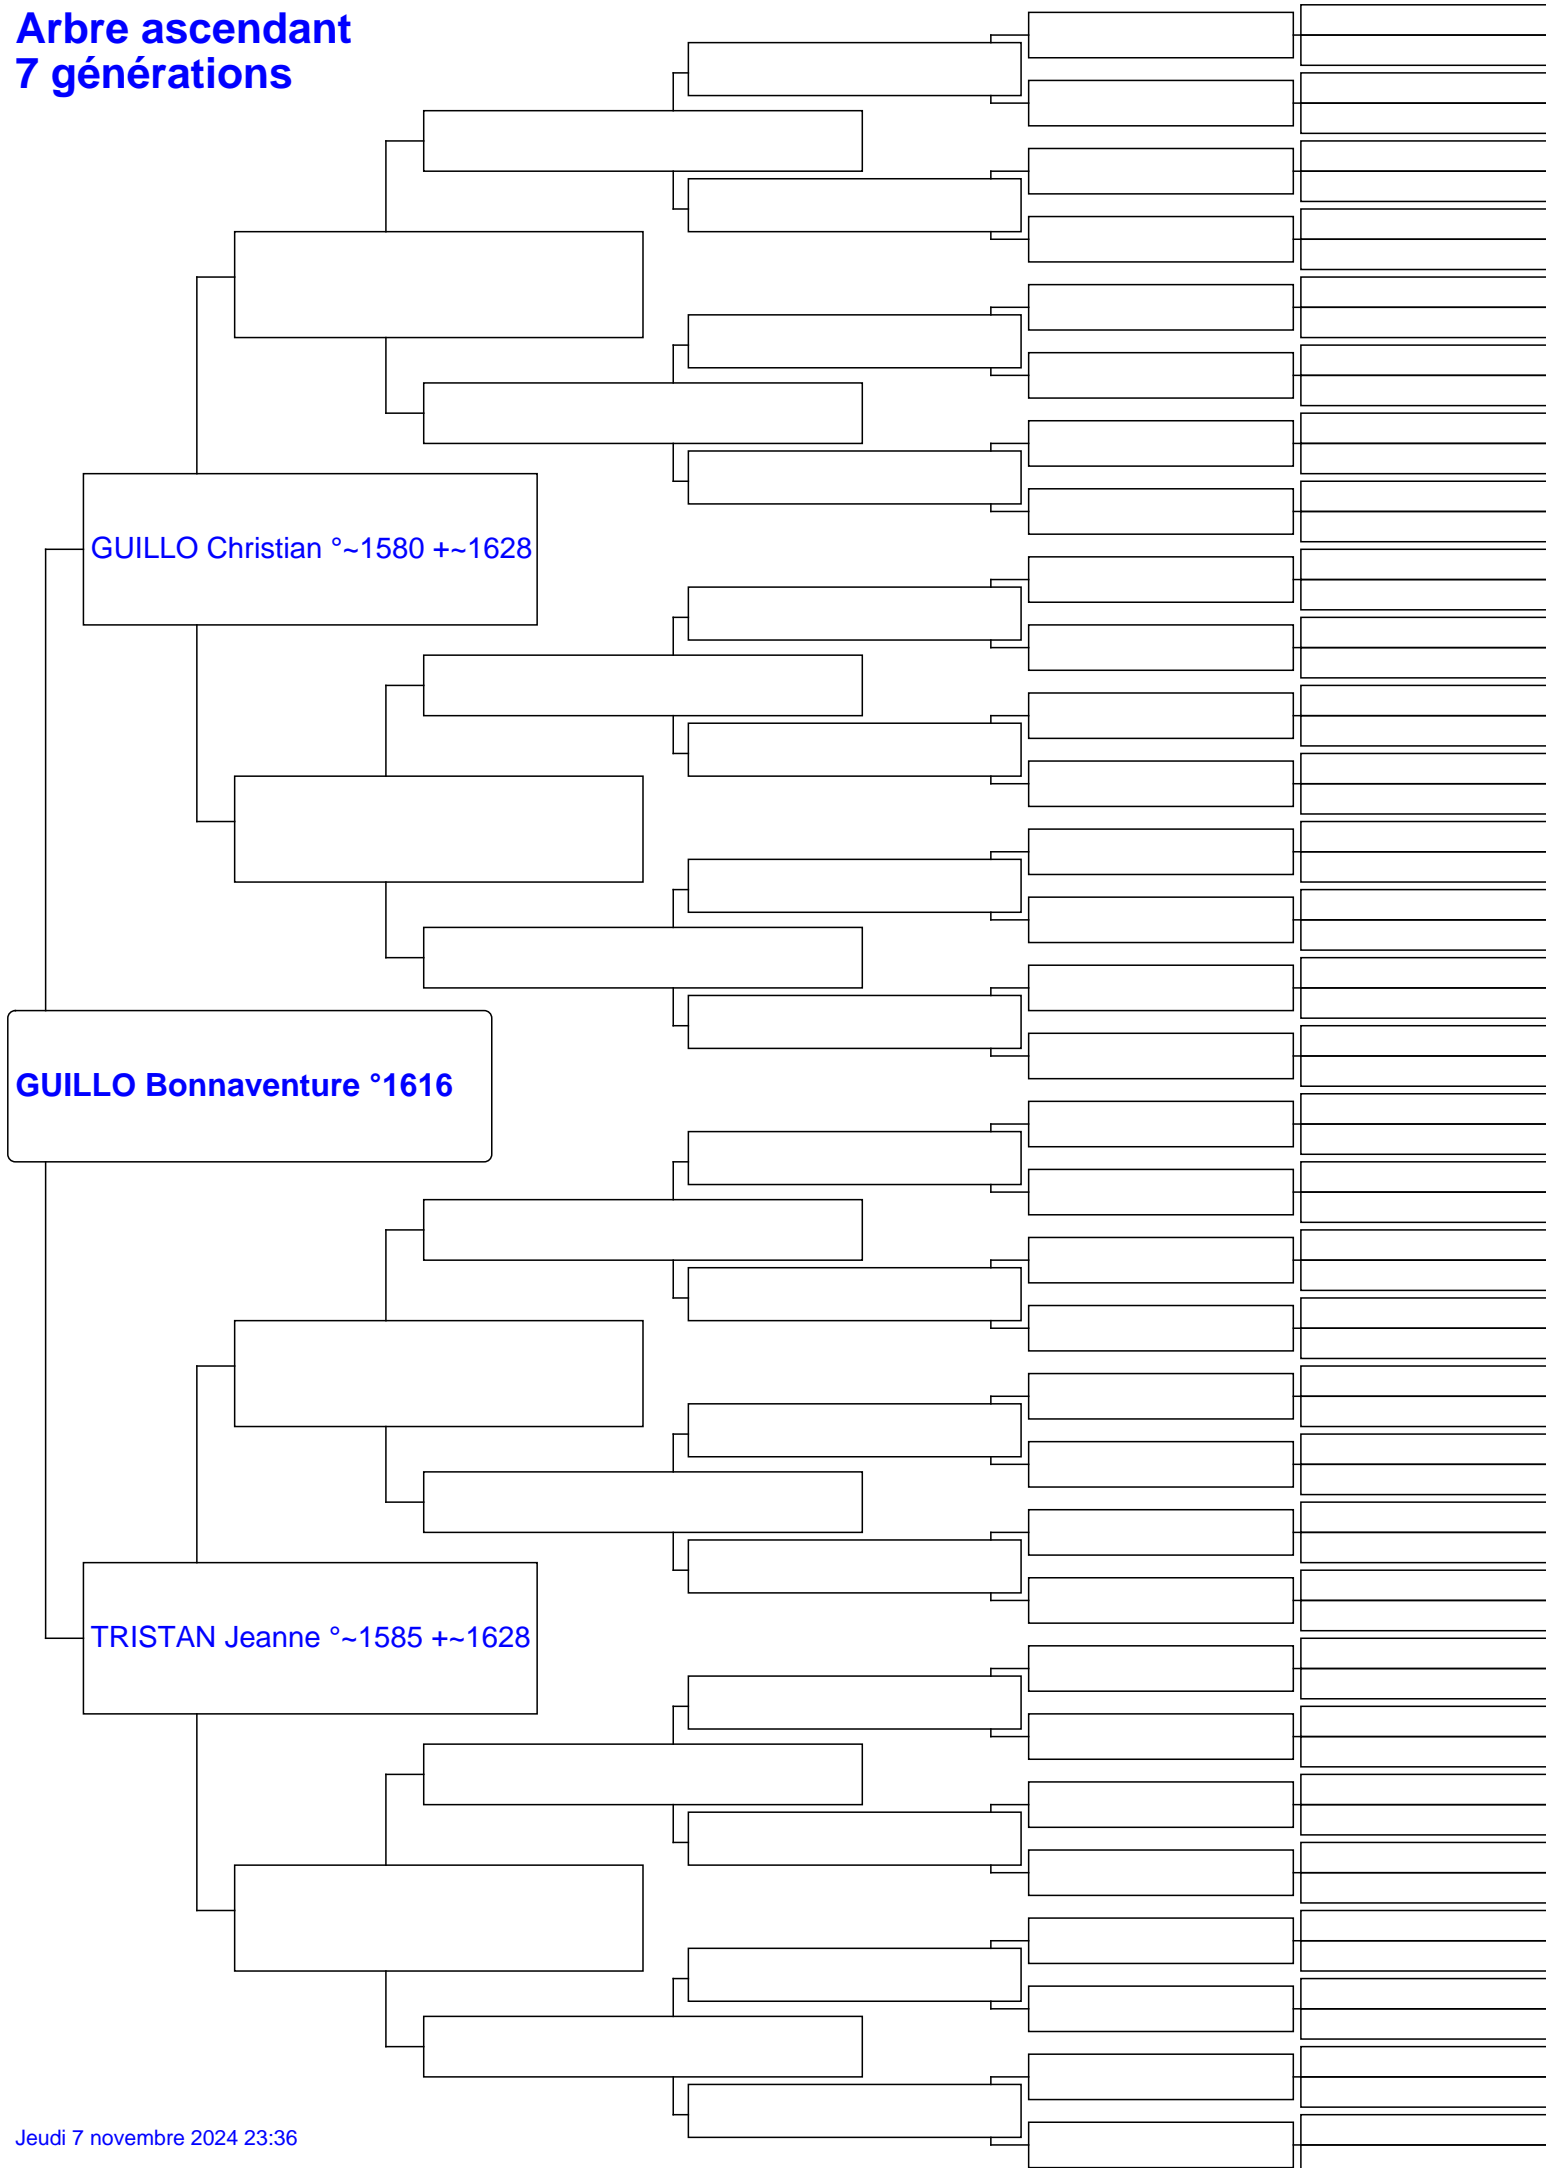 Arbre ascendant
7 générations
GUILLO Christian °~1580 +~1628
GUILLO Bonnaventure °1616
TRISTAN Jeanne °~1585 +~1628
Jeudi 7 novembre 2024 23:36